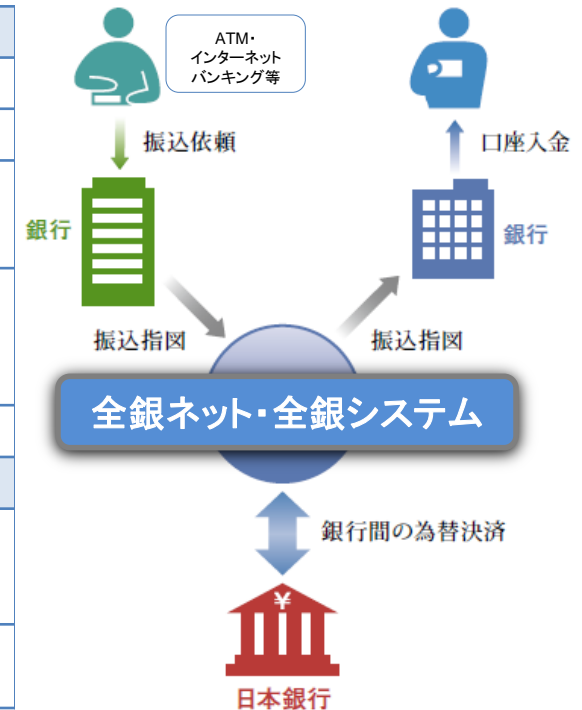 ATM・
インターネット
バンキング等
振込依頼
口座入金
銀行
銀行
振込指図
振込指図
全銀ネット・全銀システム
銀行間の為替決済
¥
日本銀行